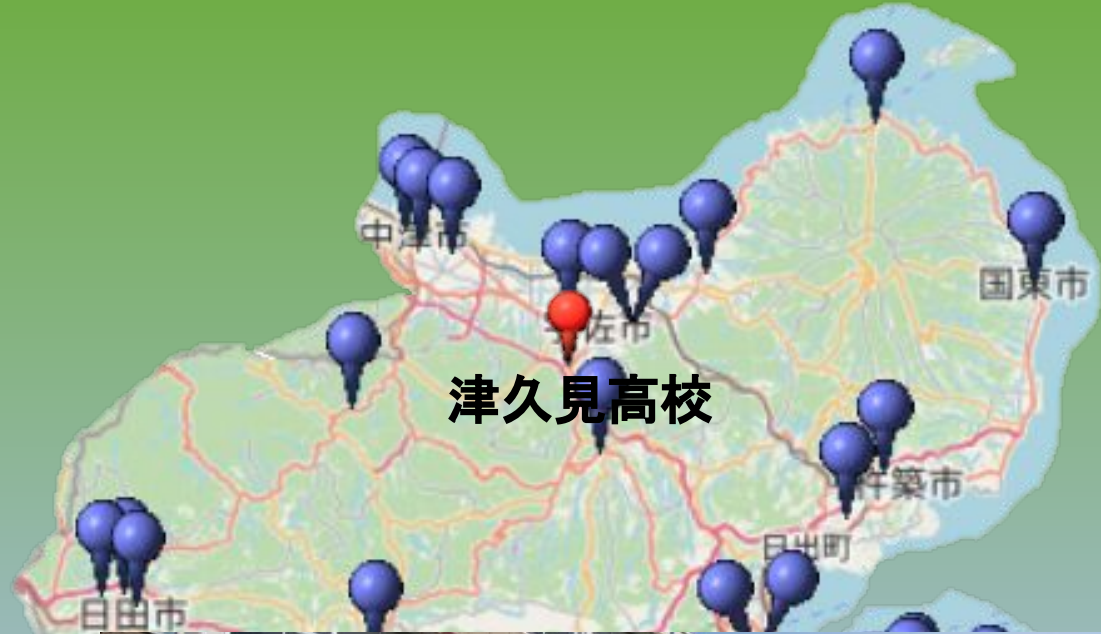 中津市
国東市
宇佐市
津久見高校
杵築市
日出町
日田市